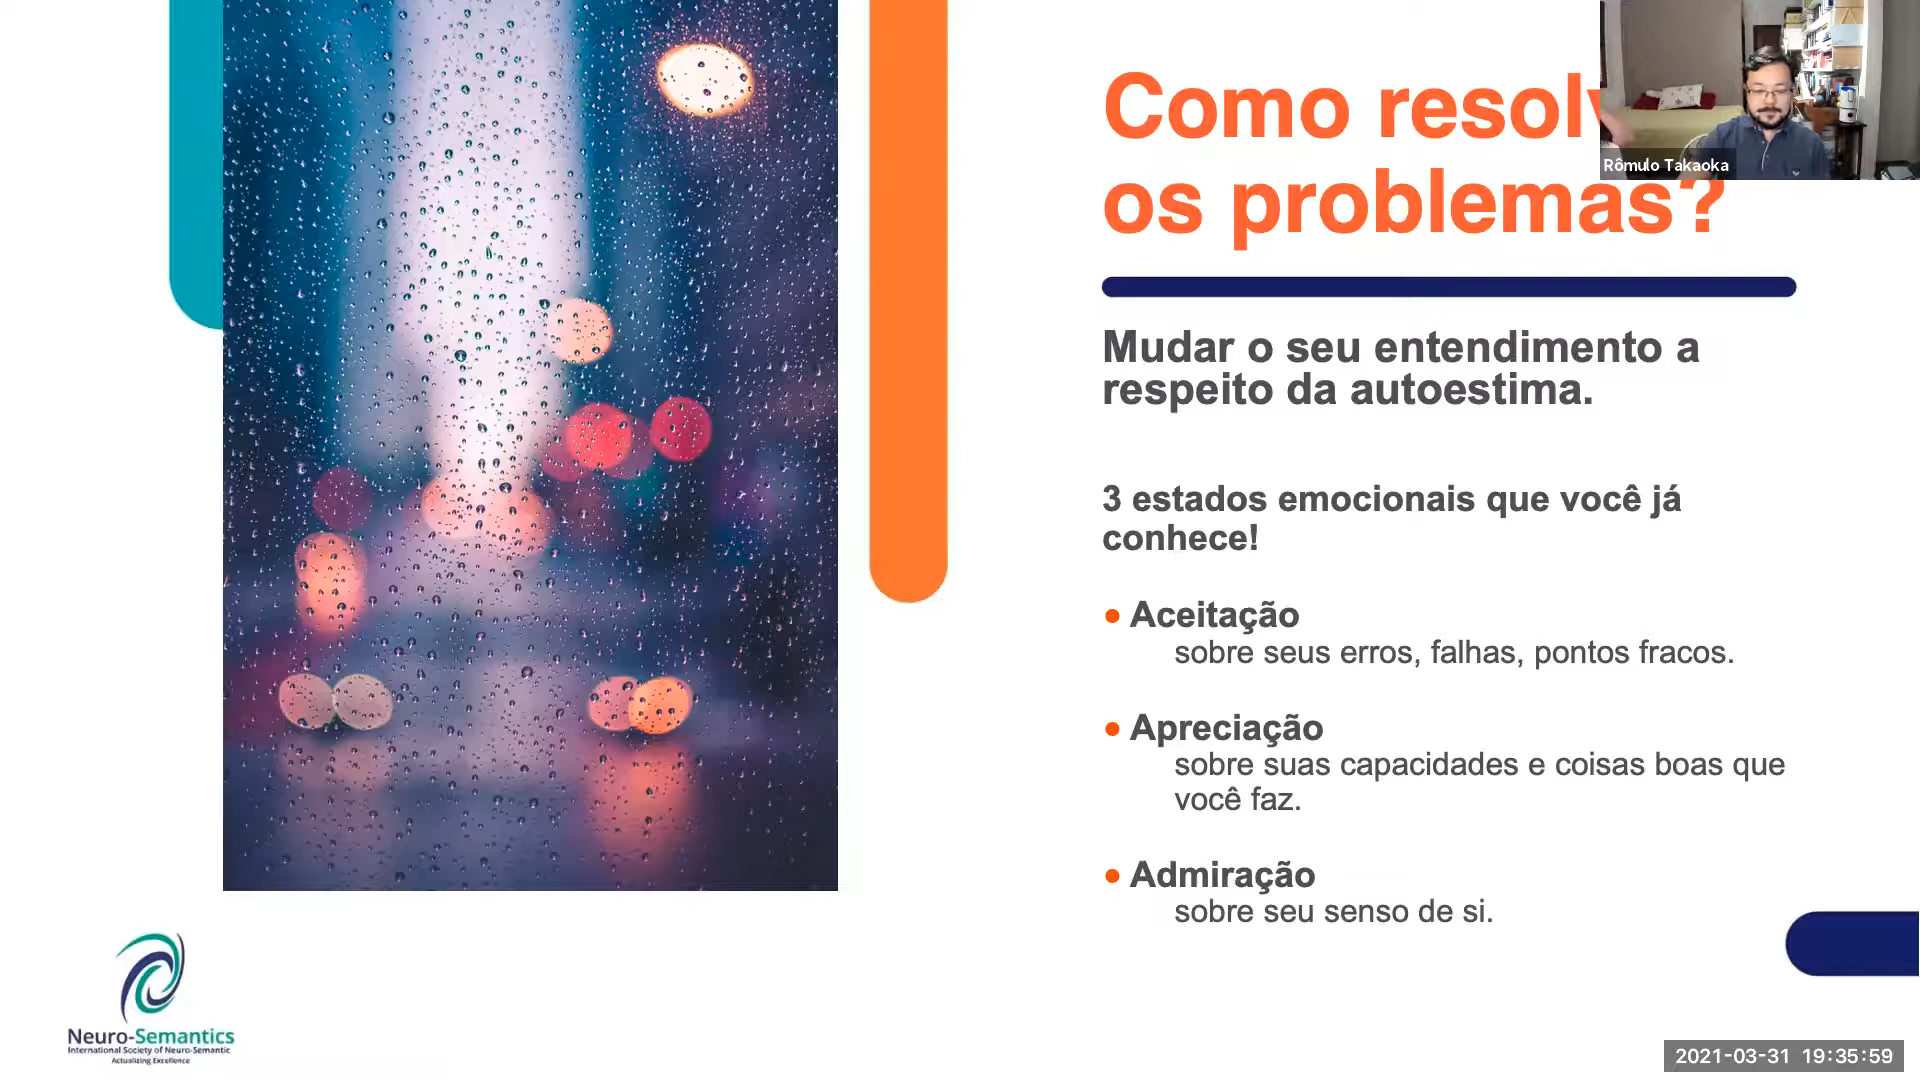 Como resolv
os problemas?
Rômulo Takaoka
Mudar o seu entendimento a
respeito da autoestima.
3 estados emocionais que você já
conhece!
• Aceitação
sobre seus erros, falhas, pontos fracos.
• Apreciação
sobre suas capacidades e coisas boas que
você faz.
• Admiração
sobre seu senso de si.
Neuro-Semantics
International Society of Neuro-Semantic
Actualizing Excellence
2021-03-31 19:35:59